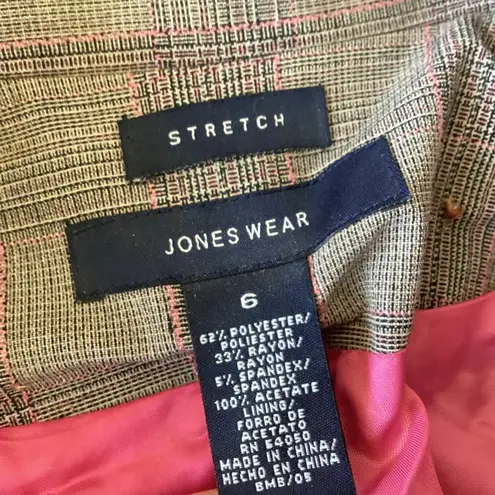 STRETCH
JONES WEAR
6
62% POLYESTER/
POLIESTER
33% RAYON/
RAYON
5% SPANDEX/
SPANDEX
100% ACETATE
LINING/
FORRO DE
ACETATO
RN 54050
MADE IN CHINA/
HECHO EN CHINA
BMB/05